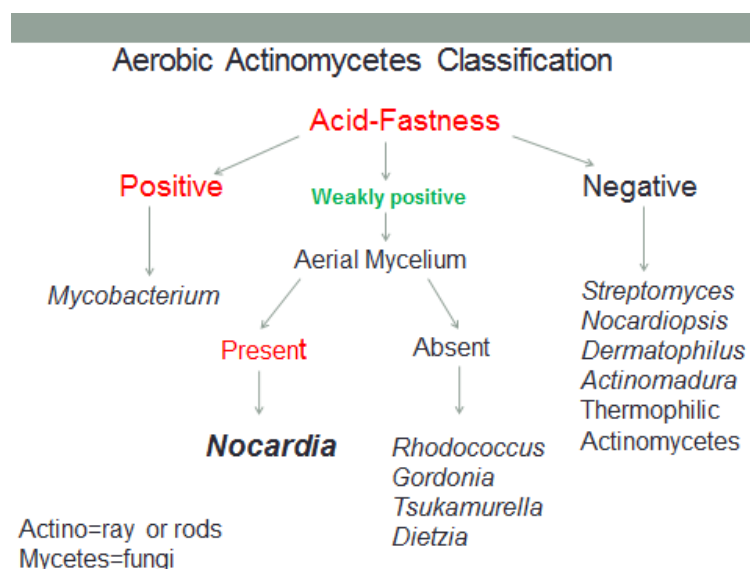 Aerobic Actinomycetes Classification
Acid-Fastness
Positive
Weakly positive
Negative
Aerial Mycelium
Mycobacterium
Streptomyces
Nocardiopsis
Dermatophilus
Actinomadura
Thermophilic
Actinomycetes
Present
Absent
Nocardia
Rhodococcus
Gordonia
Tsukamurella
Dietzia
Actino=ray or rods
Mycetes=fungi